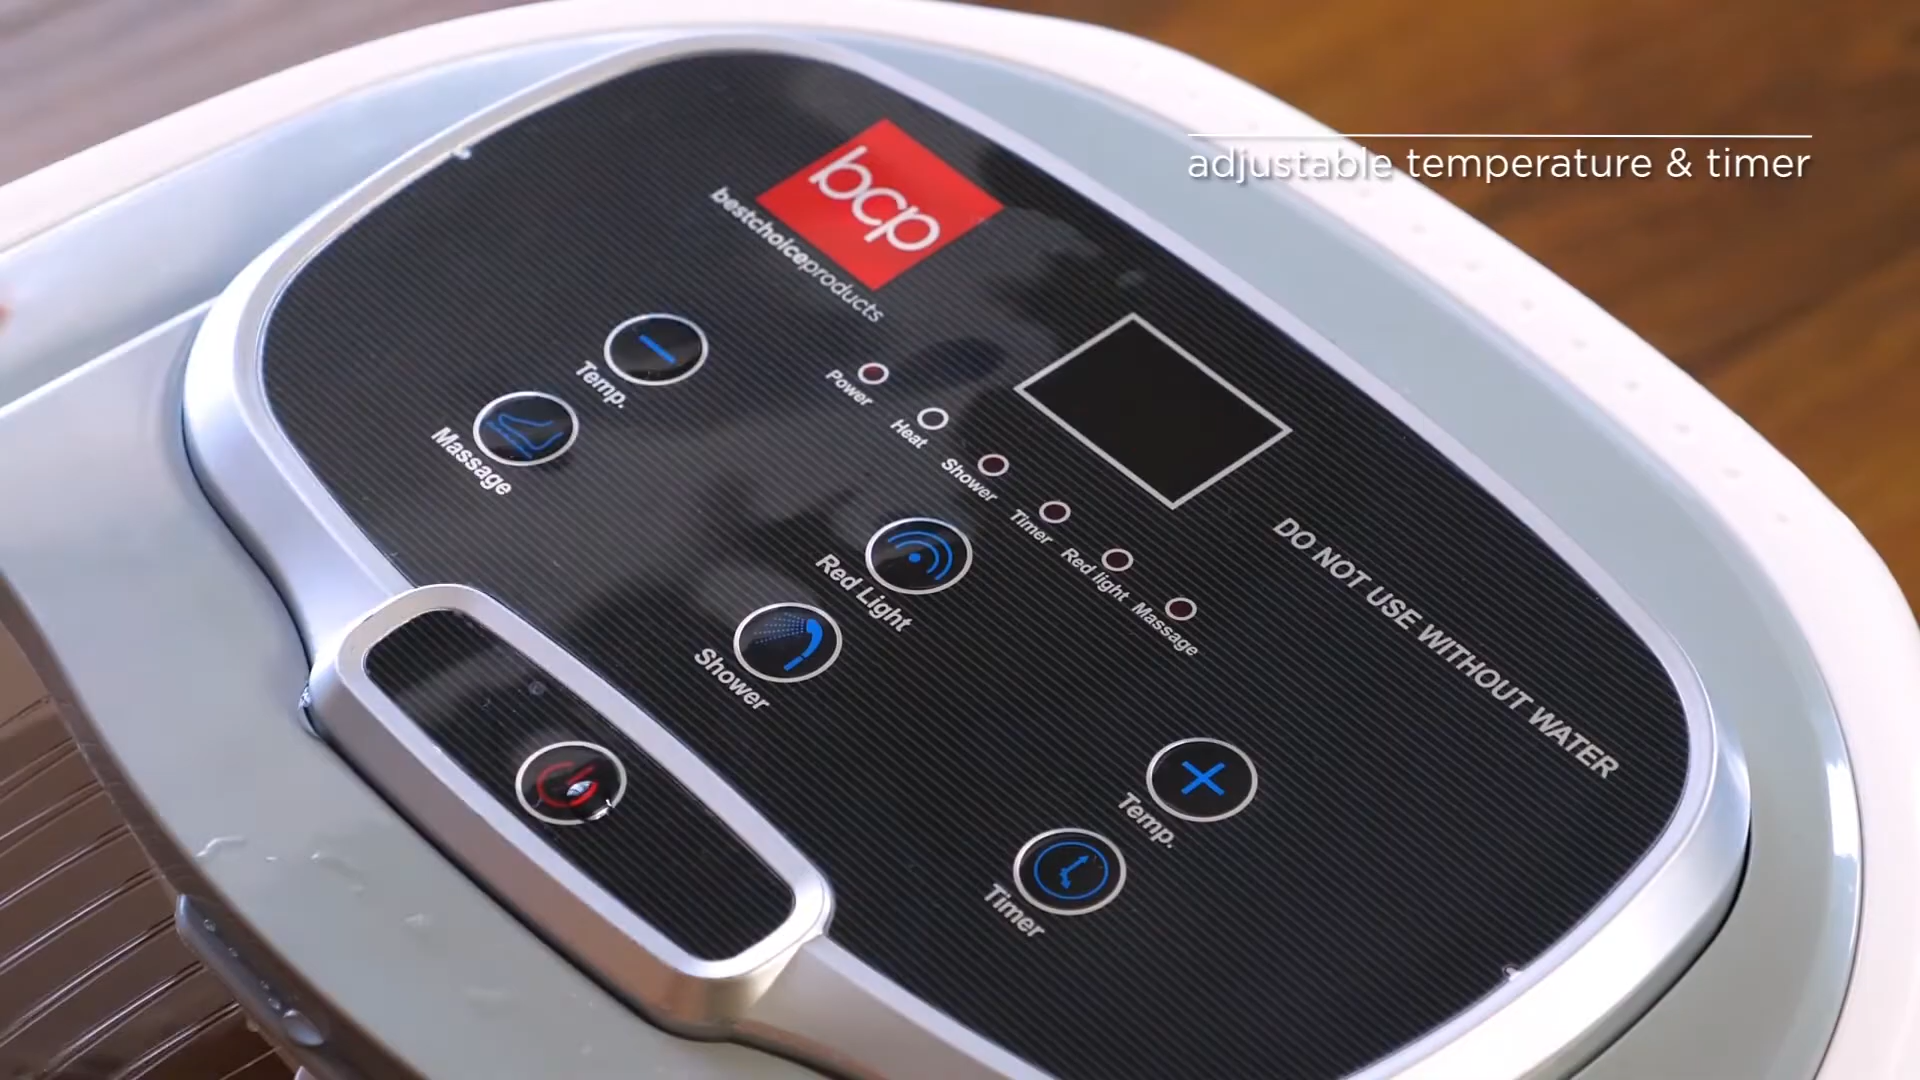 adjustable temperature & timer
bcp
bestchoiceproducts
Temp.
Massage
Power
Heat
Shower
Timer
Red light
Massage
DO NOT USE WITHOUT WATER
Red Light
Shower
Temp.
Timer